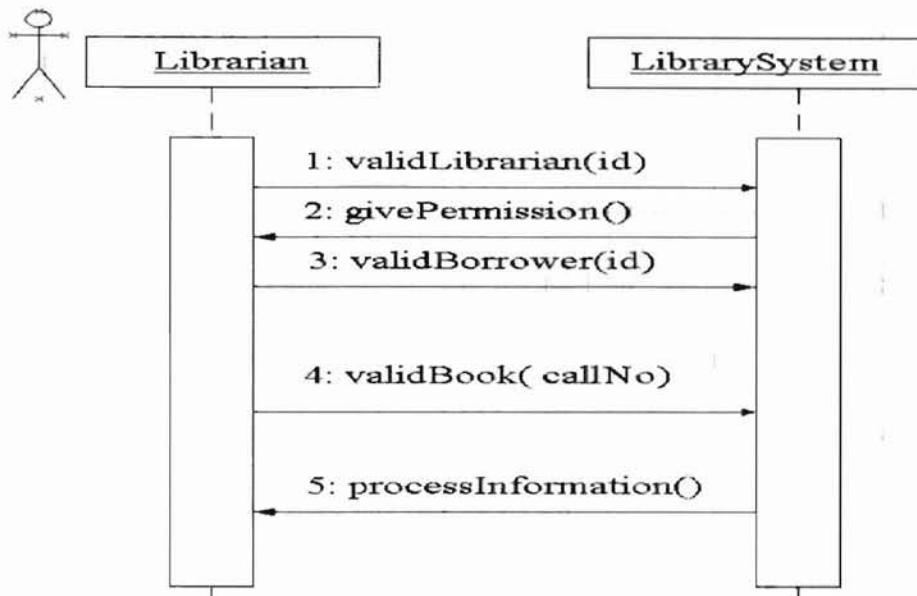 Librarian
LibrarySystem
1: validLibrarian(id)
2: givePermission()
3: validBorrower(id)
4: validBook( callNo)
5: processInformation()